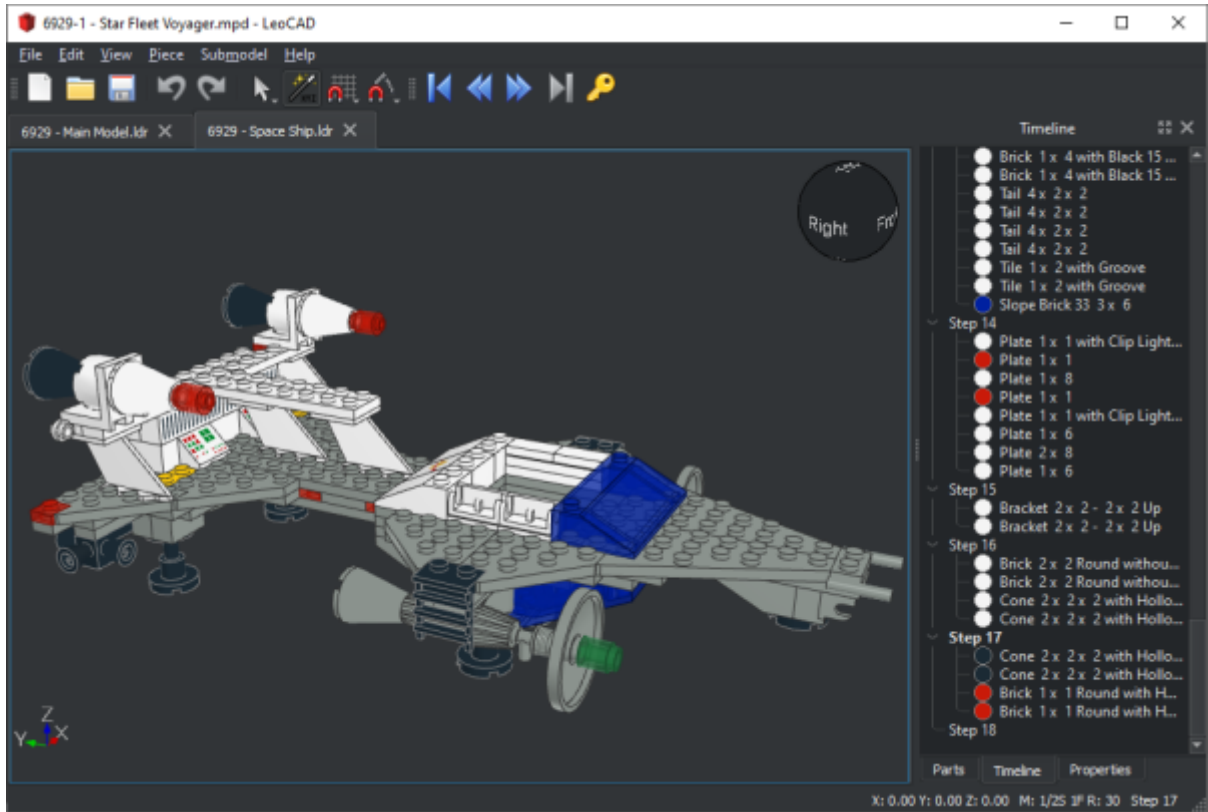 6929-1 - Star Fleet Voyager.mpd - LeoCAD
File Edit View Piece Submodel Help
6929 - Main Model.ldr
6929 - Space Ship.ldr
Timeline
Right
Brick 1 x 4 with Black 15 ...
Brick 1 x 4 with Black 15 ...
Tail 4 x 2 x 2
Tail 4 x 2 x 2
Tail 4 x 2 x 2
Tail 4 x 2 x 2
Tile 1 x 2 with Groove
Tile 1 x 2 with Groove
Slope Brick 33 3 x 6
Step 14
Plate 1 x 1 with Clip Light...
Plate 1 x 1
Plate 1 x 8
Plate 1 x 1
Plate 1 x 1 with Clip Light...
Plate 1 x 6
Plate 2 x 8
Plate 1 x 6
Step 15
Bracket 2 x 2 - 2 x 2 Up
Bracket 2 x 2 - 2 x 2 Up
Step 16
Brick 2 x 2 Round withou...
Brick 2 x 2 Round withou...
Cone 2 x 2 x 2 with Hollo...
Cone 2 x 2 x 2 with Hollo...
Step 17
Cone 2 x 2 x 2 with Hollo...
Cone 2 x 2 x 2 with Hollo...
Brick 1 x 1 Round with H...
Brick 1 x 1 Round with H...
Step 18
Z
Y X
Parts Timeline Properties
X: 0.00 Y: 0.00 Z: 0.00 M: 1/2S 1F R: 30 Step 17